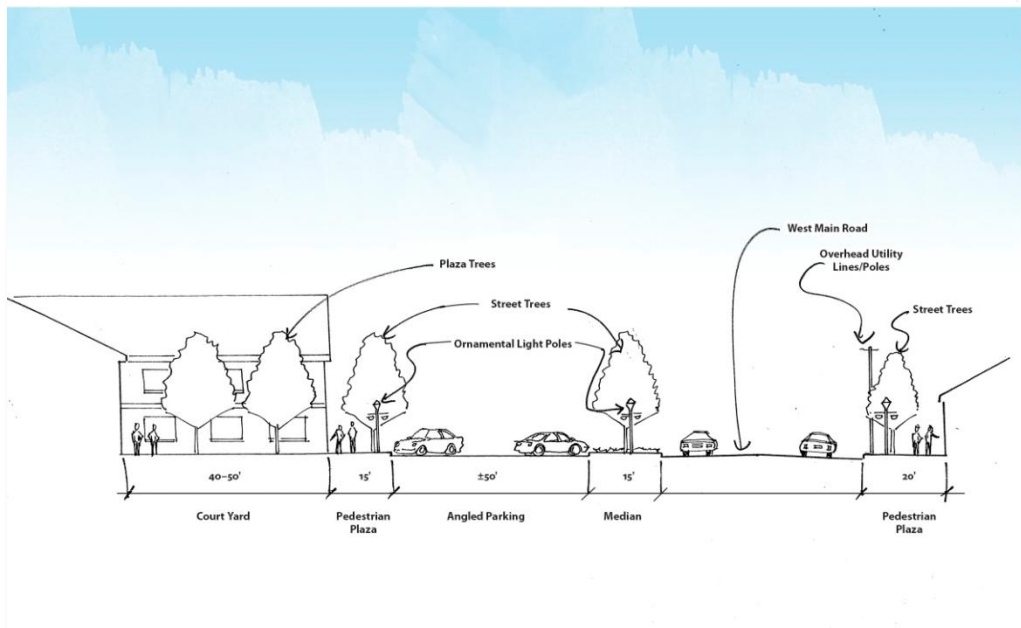 West Main Road
Overhead Utility
Lines/Poles
Plaza Trees
Street Trees
Street Trees
Ornamental Light Poles
40–50'
15'
±50'
15'
20'
Court Yard
Pedestrian
Plaza
Angled Parking
Median
Pedestrian
Plaza